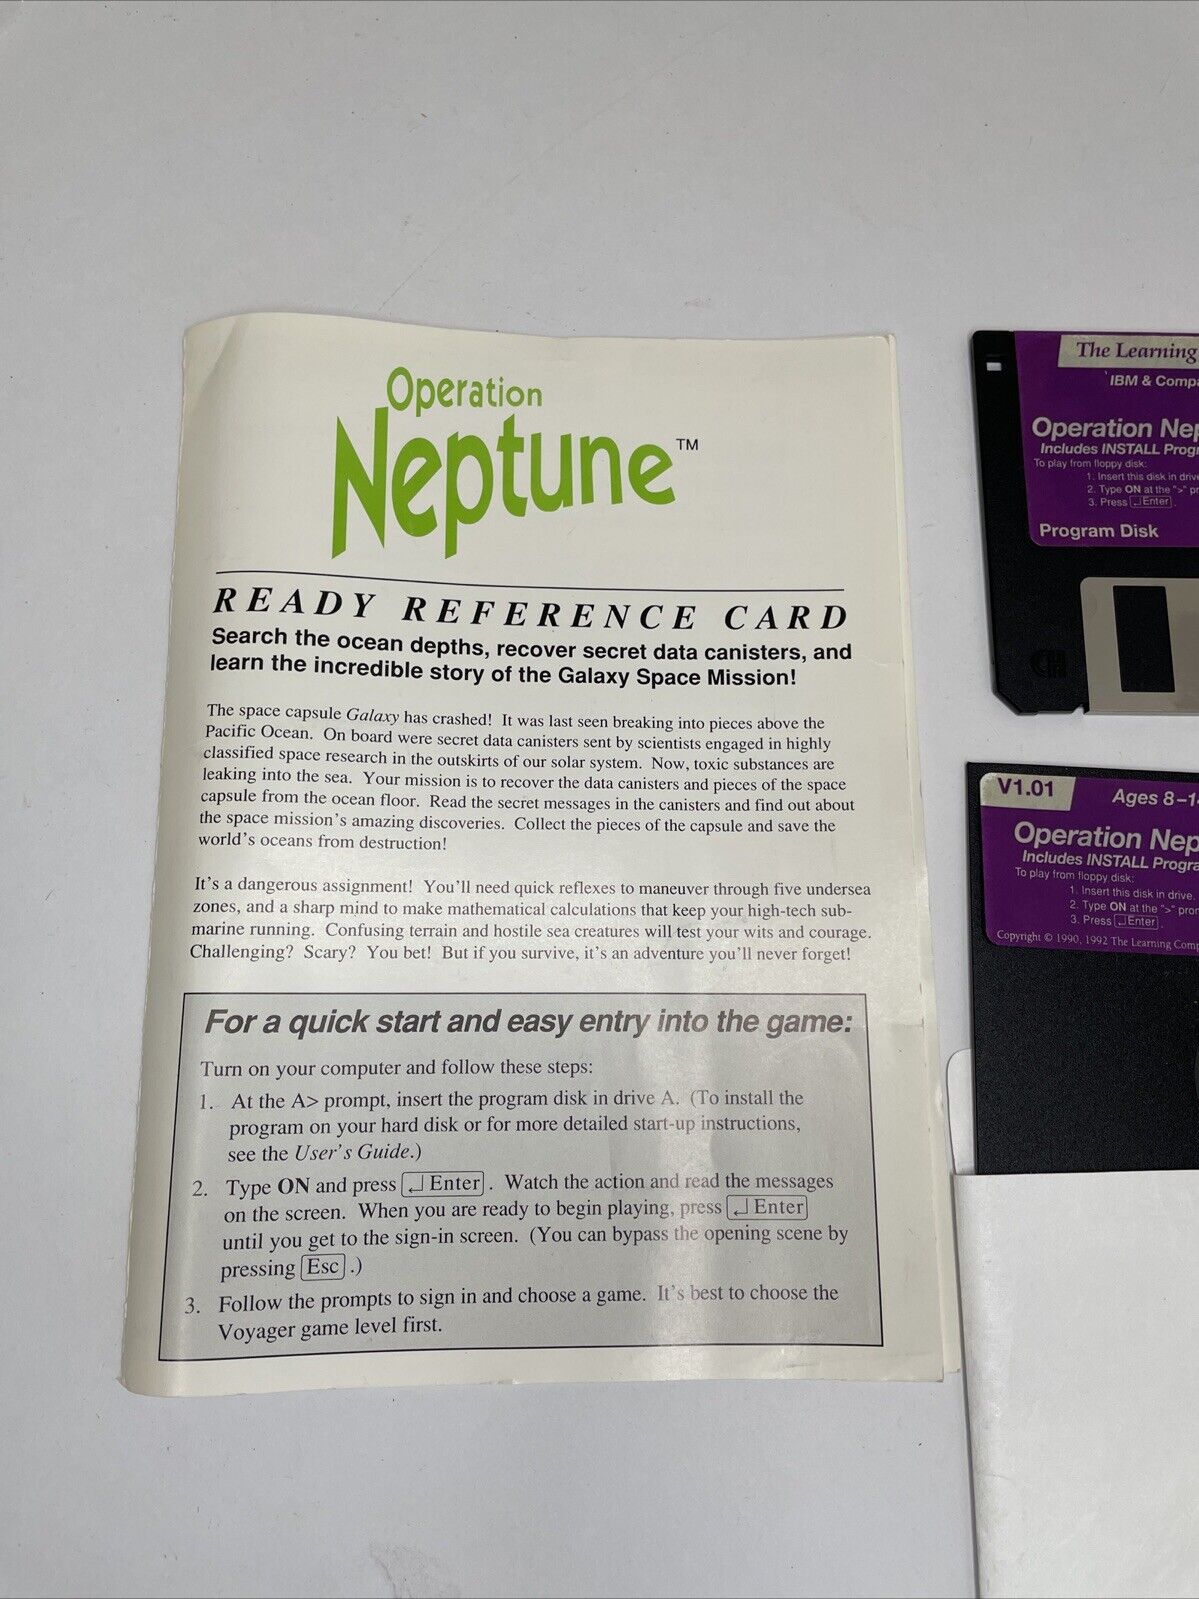 Operation
Neptune™
READY REFERENCE CARD
Search the ocean depths, recover secret data canisters, and
learn the incredible story of the Galaxy Space Mission!
The space capsule Galaxy has crashed! It was last seen breaking into pieces above the
Pacific Ocean. On board were secret data canisters sent by scientists engaged in highly
classified space research in the outskirts of our solar system. Now, toxic substances are
leaking into the sea. Your mission is to recover the data canisters and pieces of the space
capsule from the ocean floor. Read the secret messages in the canisters and find out about
the space mission's amazing discoveries. Collect the pieces of the capsule and save the
world's oceans from destruction!
It's a dangerous assignment! You'll need quick reflexes to maneuver through five undersea
zones, and a sharp mind to make mathematical calculations that keep your high-tech sub-
marine running. Confusing terrain and hostile sea creatures will test your wits and courage.
Challenging? Scary? You bet! But if you survive, it's an adventure you'll never forget!
For a quick start and easy entry into the game:
Turn on your computer and follow these steps:
1. At the A> prompt, insert the program disk in drive A. (To install the
program on your hard disk or for more detailed start-up instructions,
see the User's Guide.)
2. Type ON and press ↵ Enter. Watch the action and read the messages
on the screen. When you are ready to begin playing, press ↵ Enter
until you get to the sign-in screen. (You can bypass the opening scene by
pressing Esc.)
3. Follow the prompts to sign in and choose a game. It's best to choose the
Voyager game level first.
The Learning
IBM & Compa
Operation Nep
Includes INSTALL Progr
To play from floppy disk:
1. Insert this disk in drive
2. Type ON at the ">" pr
3. Press ↵Enter.
Program Disk
CH
V1.01
Ages 8–1
Operation Nep
Includes INSTALL Progra
To play from floppy disk:
1. Insert this disk in drive.
2. Type ON at the ">" pron
3. Press ↵Enter.
Copyright © 1990, 1992 The Learning Comp